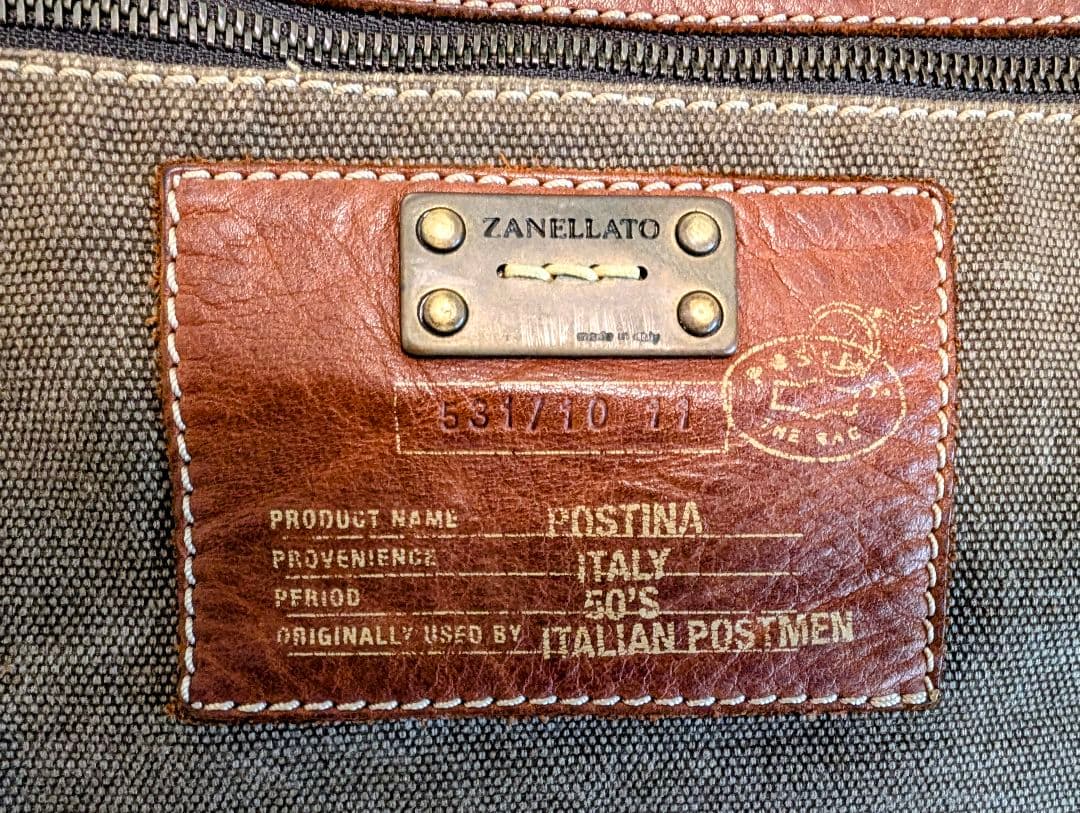 ZANELLATO
made in italy
531/10 11
THE BAG
PRODUCT NAME POSTINA
PROVENIENCE ITALY
PERIOD 50'S
ORIGINALLY USED BY ITALIAN POSTMEN